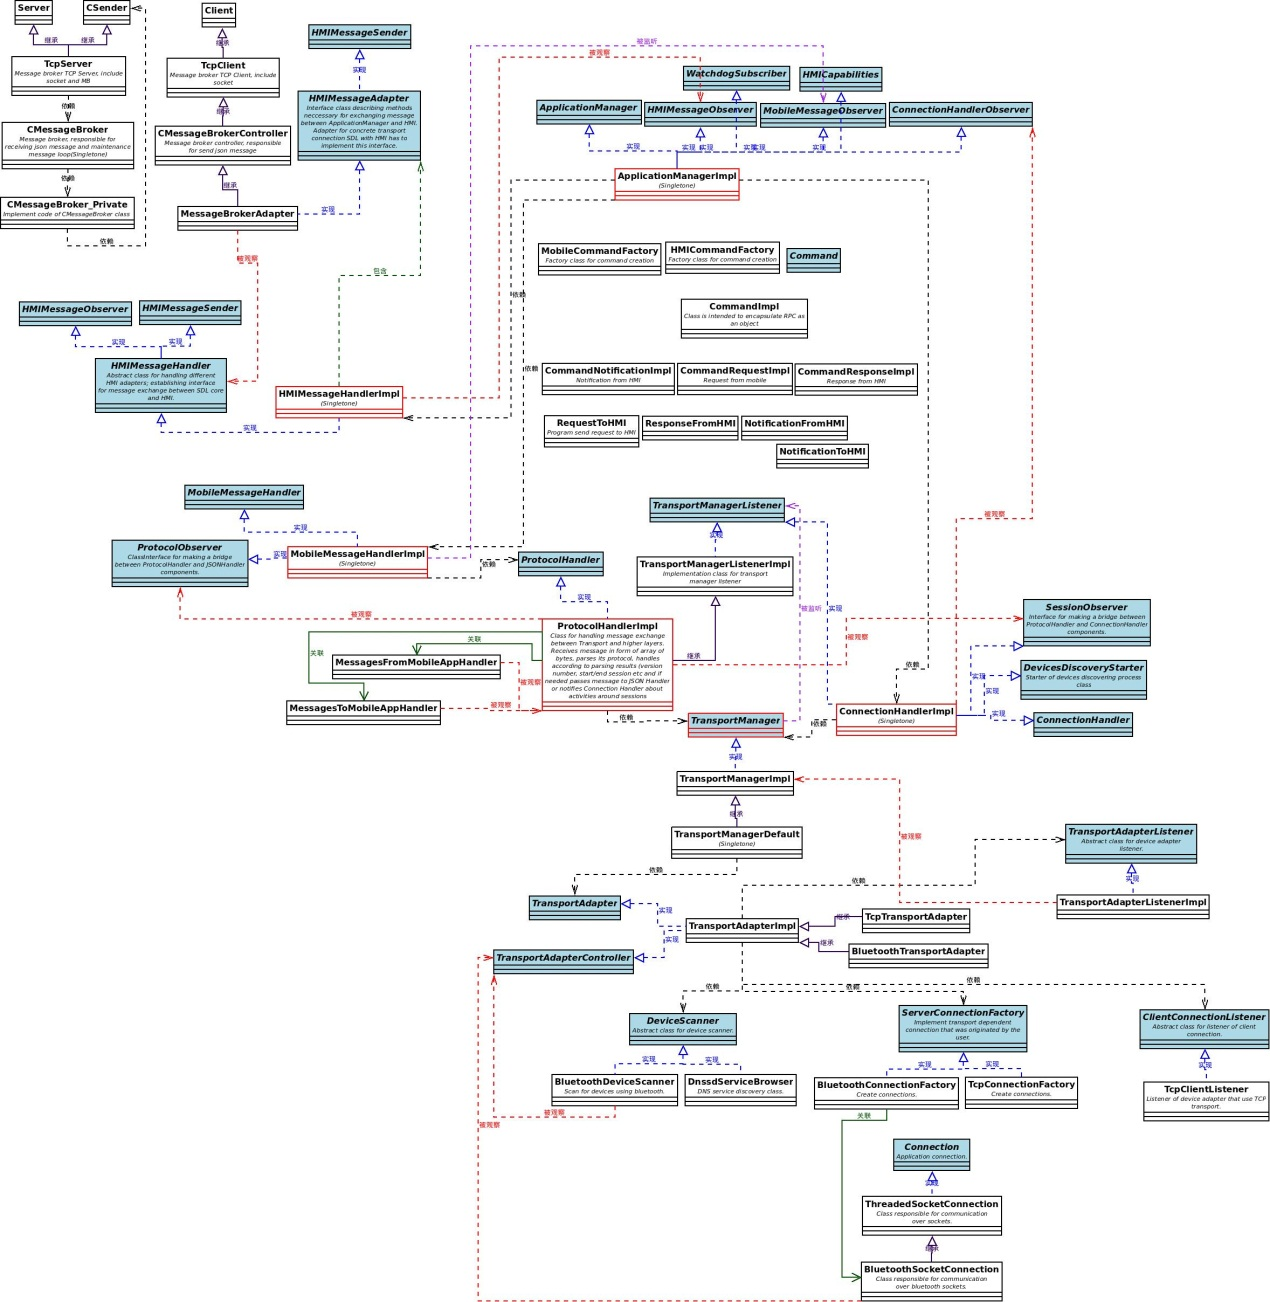 Server
CSender
继承
继承
TcpServer
Message broker TCP Server, include
socket and MB
依赖
CMessageBroker
Message broker, responsible for
receiving json message and maintenance
message loop(Singletone)
依赖
CMessageBroker_Private
Implement code of CMessageBroker class
依赖
Client
继承
TcpClient
Message broker TCP Client, include
socket
继承
CMessageBrokerController
Message broker controller, responsible
for send json message
继承
MessageBrokerAdapter
实现
被观察
HMIMessageSender
实现
HMIMessageAdapter
Interface class describing methods
neccessary for exchanging message
between ApplicationManager and HMI.
Adapter for concrete transport
connection SDL with HMI has to
implement this interface.
包含
被监听
被观察
WatchdogSubscriber
HMICapabilities
ApplicationManager
HMIMessageObserver
MobileMessageObserver
ConnectionHandlerObserver
实现
实现
实现
实现
实现
实现
ApplicationManagerImpl
(Singletone)
依赖
依赖
MobileCommandFactory
Factory class for command creation
HMICommandFactory
Factory class for command creation
Command
CommandImpl
Class is intended to encapsulate RPC as
an object
CommandNotificationImpl
Notification from HMI
CommandRequestImpl
Request from mobile
CommandResponseImpl
Response from HMI
RequestToHMI
Program send request to HMI
ResponseFromHMI
NotificationFromHMI
NotificationToHMI
HMIMessageObserver
HMIMessageSender
实现
实现
HMIMessageHandler
Abstract class for handling different
HMI adapters; establishing interface
for message exchange between SDL core
and HMI.
HMIMessageHandlerImpl
(Singletone)
实现
MobileMessageHandler
实现
ProtocolObserver
ClassInterface for making a bridge
between ProtocolHandler and JSONHandler
components.
实现
MobileMessageHandlerImpl
(Singletone)
依赖
ProtocolHandler
实现
TransportManagerListener
实现
TransportManagerListenerImpl
Implementation class for transport
manager listener
被监听
实现
继承
被观察
被观察
ProtocolHandlerImpl
Class for handling message exchange
between Transport and higher layers.
Receives message in form of array of
bytes, parses its protocol, handles
according to parsing results (version
number, start/end session etc and if
needed passes message to JSON Handler
or notifies Connection Handler about
activities around sessions
关联
关联
MessagesFromMobileAppHandler
被观察
MessagesToMobileAppHandler
被观察
依赖
被观察
SessionObserver
Interface for making a bridge between
ProtocolHandler and ConnectionHandler
components.
DevicesDiscoveryStarter
Starter of devices discovering process
class
ConnectionHandler
实现
实现
实现
依赖
ConnectionHandlerImpl
(Singletone)
依赖
TransportManager
实现
TransportManagerImpl
继承
TransportManagerDefault
(Singletone)
被观察
依赖
依赖
TransportAdapterListener
Abstract class for device adapter
listener.
实现
TransportAdapterListenerImpl
TransportAdapter
实现
TransportAdapterImpl
继承
TcpTransportAdapter
实现
继承
BluetoothTransportAdapter
TransportAdapterController
依赖
依赖
依赖
DeviceScanner
Abstract class for device scanner.
实现
实现
BluetoothDeviceScanner
Scan for devices using bluetooth.
DnssdServiceBrowser
DNS service discovery class.
被观察
被观察
ServerConnectionFactory
Implement transport dependent
connection that was originated by the
user.
实现
实现
BluetoothConnectionFactory
Create connections.
TcpConnectionFactory
Create connections.
ClientConnectionListener
Abstract class for listener of client
connection.
实现
TcpClientListener
Listener of device adapter that use TCP
transport.
关联
Connection
Application connection.
实现
ThreadedSocketConnection
Class responsible for communication
over sockets.
继承
BluetoothSocketConnection
Class responsible for communication
over bluetooth sockets.